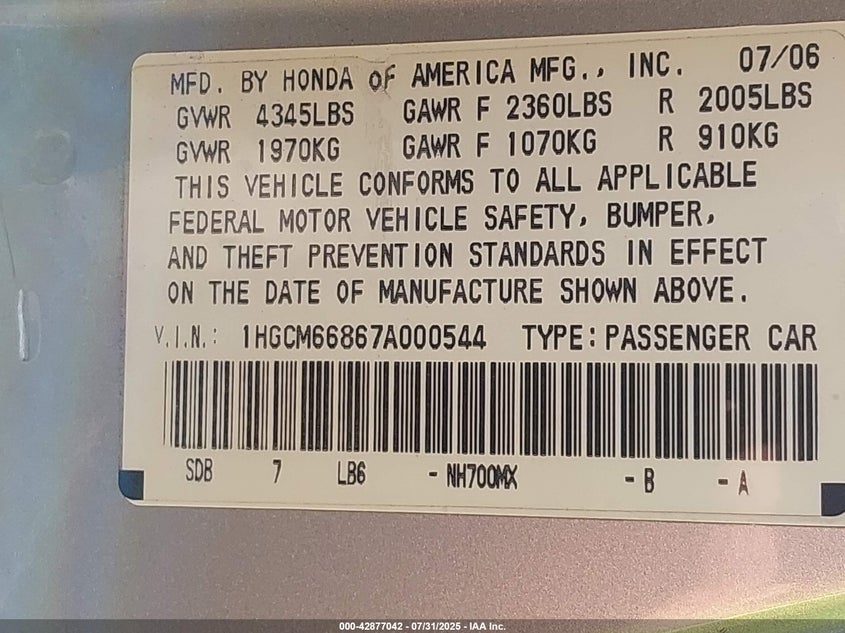 MFD. BY HONDA OF AMERICA MFG., INC. 07/06
GVWR 4345LBS GAWR F 2360LBS R 2005LBS
GVWR 1970KG GAWR F 1070KG R 910KG
THIS VEHICLE CONFORMS TO ALL APPLICABLE
FEDERAL MOTOR VEHICLE SAFETY, BUMPER,
AND THEFT PREVENTION STANDARDS IN EFFECT
ON THE DATE OF MANUFACTURE SHOWN ABOVE.
V.I.N.: 1HGCM66867A000544 TYPE: PASSENGER CAR
SDB 7 LB6 - NH700MX - B - A
000-42877042 - 07/31/2025 - IAA Inc.